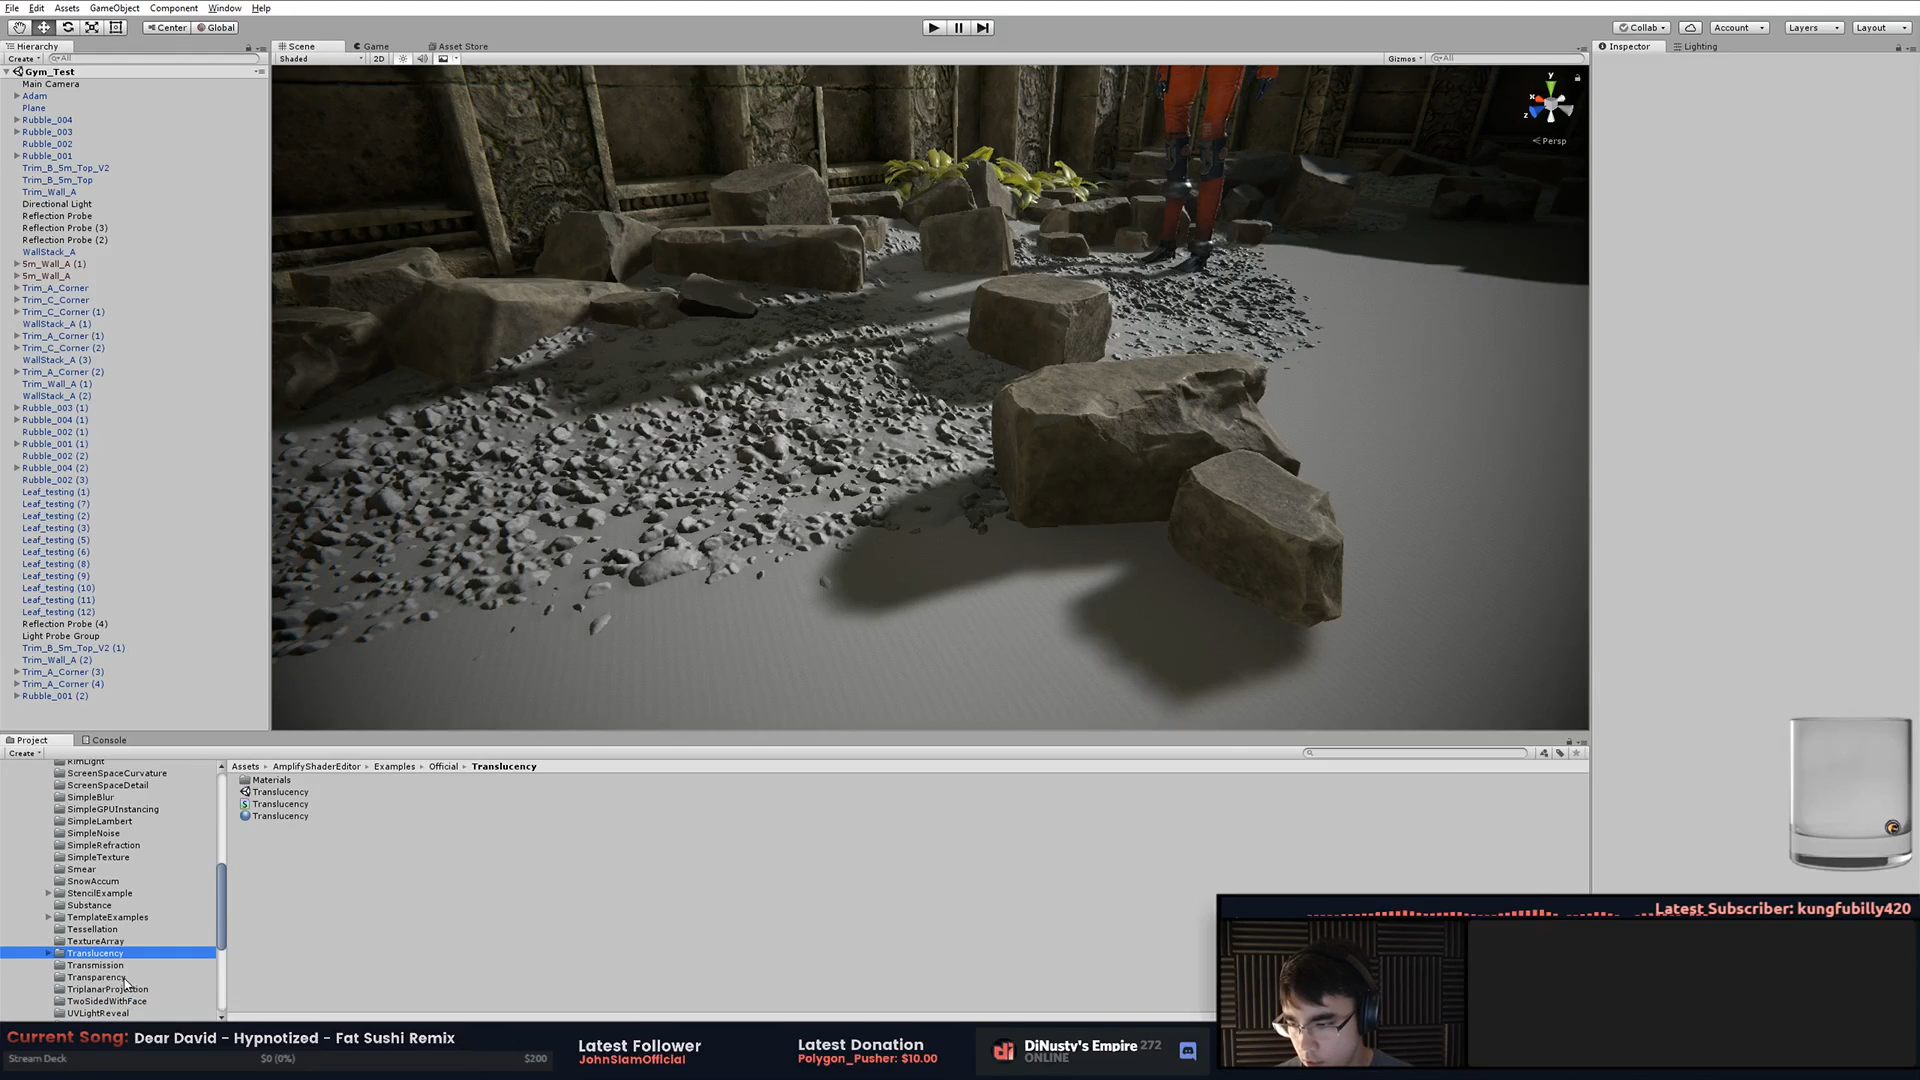 File Edit Assets GameObject Component Window Help
Center Global
Collab Account Layers Layout
Hierarchy
Scene Game Asset Store
Inspector Lighting
Create All
Shaded 2D Gizmos All
Gym_Test
Main Camera
Adam
Plane
Rubble_004
Rubble_003
Rubble_002
Rubble_001
Trim_B_5m_Top_V2
Trim_B_5m_Top
Trim_Wall_A
Directional Light
Reflection Probe
Reflection Probe (3)
Reflection Probe (2)
WallStack_A
5m_Wall_A (1)
5m_Wall_A
Trim_A_Corner
Trim_C_Corner
Trim_C_Corner (1)
WallStack_A (1)
Trim_A_Corner (1)
Trim_C_Corner (2)
WallStack_A (3)
Trim_A_Corner (2)
Trim_Wall_A (1)
WallStack_A (2)
Rubble_003 (1)
Rubble_004 (1)
Rubble_002 (1)
Rubble_001 (1)
Rubble_002 (2)
Rubble_004 (2)
Rubble_002 (3)
Leaf_testing (1)
Leaf_testing (7)
Leaf_testing (2)
Leaf_testing (3)
Leaf_testing (5)
Leaf_testing (6)
Leaf_testing (8)
Leaf_testing (9)
Leaf_testing (10)
Leaf_testing (11)
Leaf_testing (12)
Reflection Probe (4)
Light Probe Group
Trim_B_5m_Top_V2 (1)
Trim_Wall_A (2)
Trim_A_Corner (3)
Trim_A_Corner (4)
Rubble_001 (2)
y
x
z
Persp
Project Console
Create
RimLight
ScreenSpaceCurvature
ScreenSpaceDetail
SimpleBlur
SimpleGPUInstancing
SimpleLambert
SimpleNoise
SimpleRefraction
SimpleTexture
Smear
SnowAccum
StencilExample
Substance
TemplateExamples
Tessellation
TextureArray
Translucency
Transmission
Transparency
TriplanarProjection
TwoSidedWithFace
UVLightReveal
Assets AmplifyShaderEditor Examples Official Translucency
Materials
Translucency
Translucency
Translucency
Latest Subscriber: kungfubilly420
Current Song: Dear David - Hypnotized - Fat Sushi Remix
Stream Deck $0 (0%) $200
Latest Follower
JohnSlamOfficial
Latest Donation
Polygon_Pusher: $10.00
DiNusty's Empire 272
ONLINE